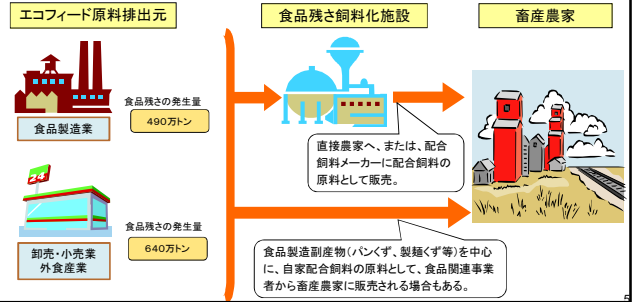 エコフィード原料排出元
食品残さ飼料化施設
畜産農家
食品残さの発生量
490万トン
食品製造業
直接農家へ、または、配合
飼料メーカーに配合飼料の
原料として販売。
24
食品残さの発生量
640万トン
卸売・小売業
外食産業
食品製造副産物(パンくず、製麺くず等)を中心
に、自家配合飼料の原料として、食品関連事業
者から畜産農家に販売される場合もある。